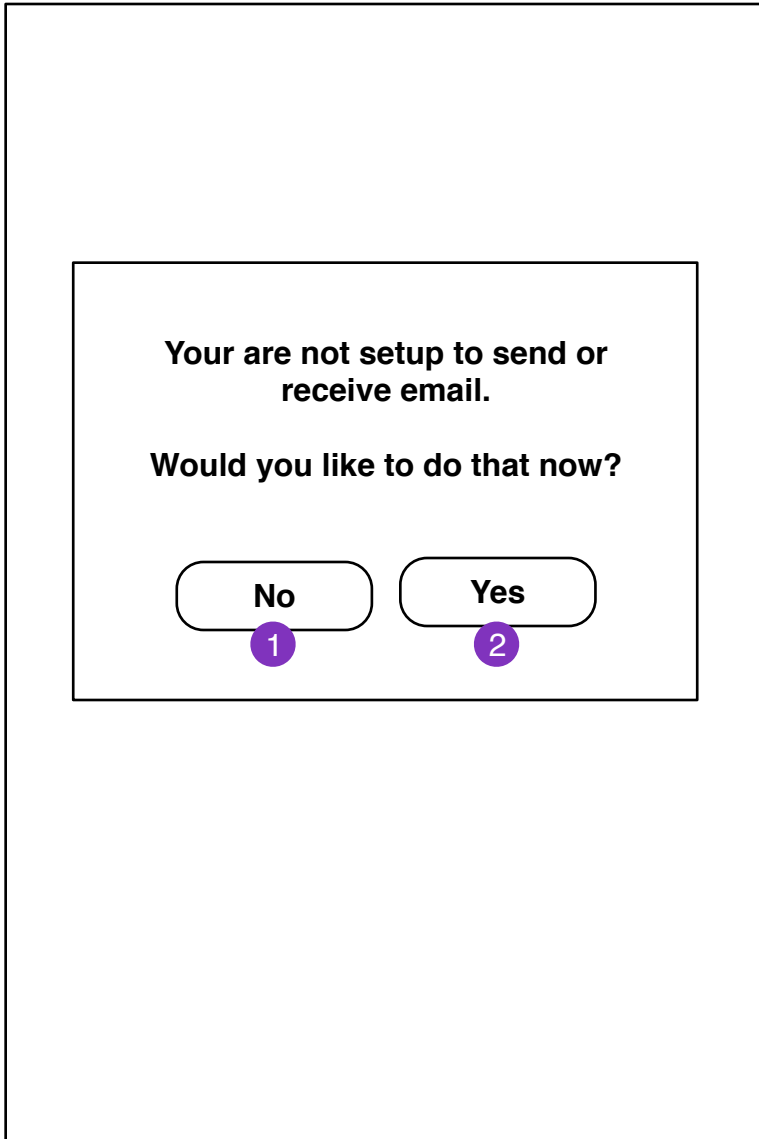 Your are not setup to send or
receive email.
Would you like to do that now?
No
Yes
1
2